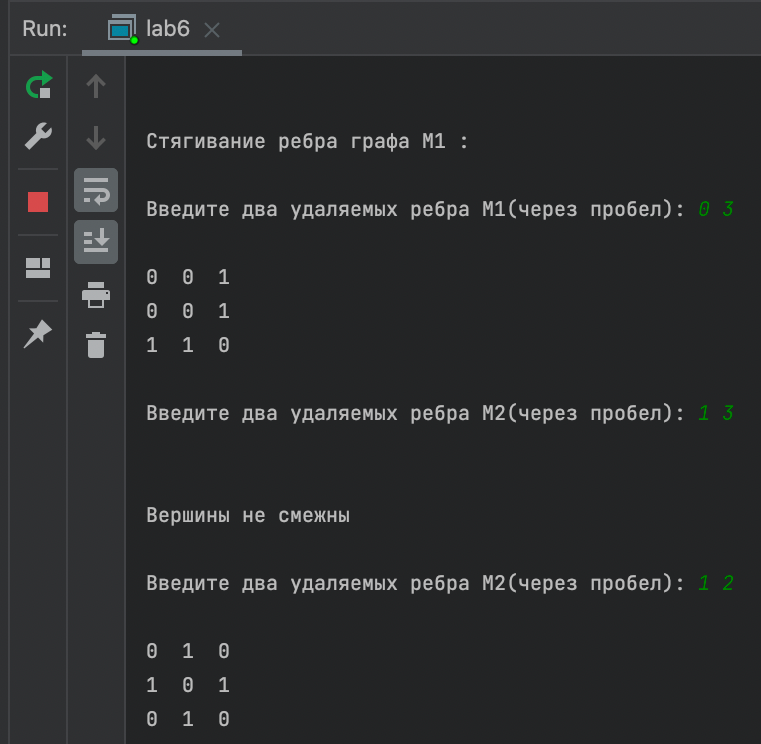 Run: lab6
Стягивание ребра графа M1 :
Введите два удаляемых ребра M1(через пробел): 0 3
0 0 1
0 0 1
1 1 0
Введите два удаляемых ребра M2(через пробел): 1 3
Вершины не смежны
Введите два удаляемых ребра M2(через пробел): 1 2
0 1 0
1 0 1
0 1 0